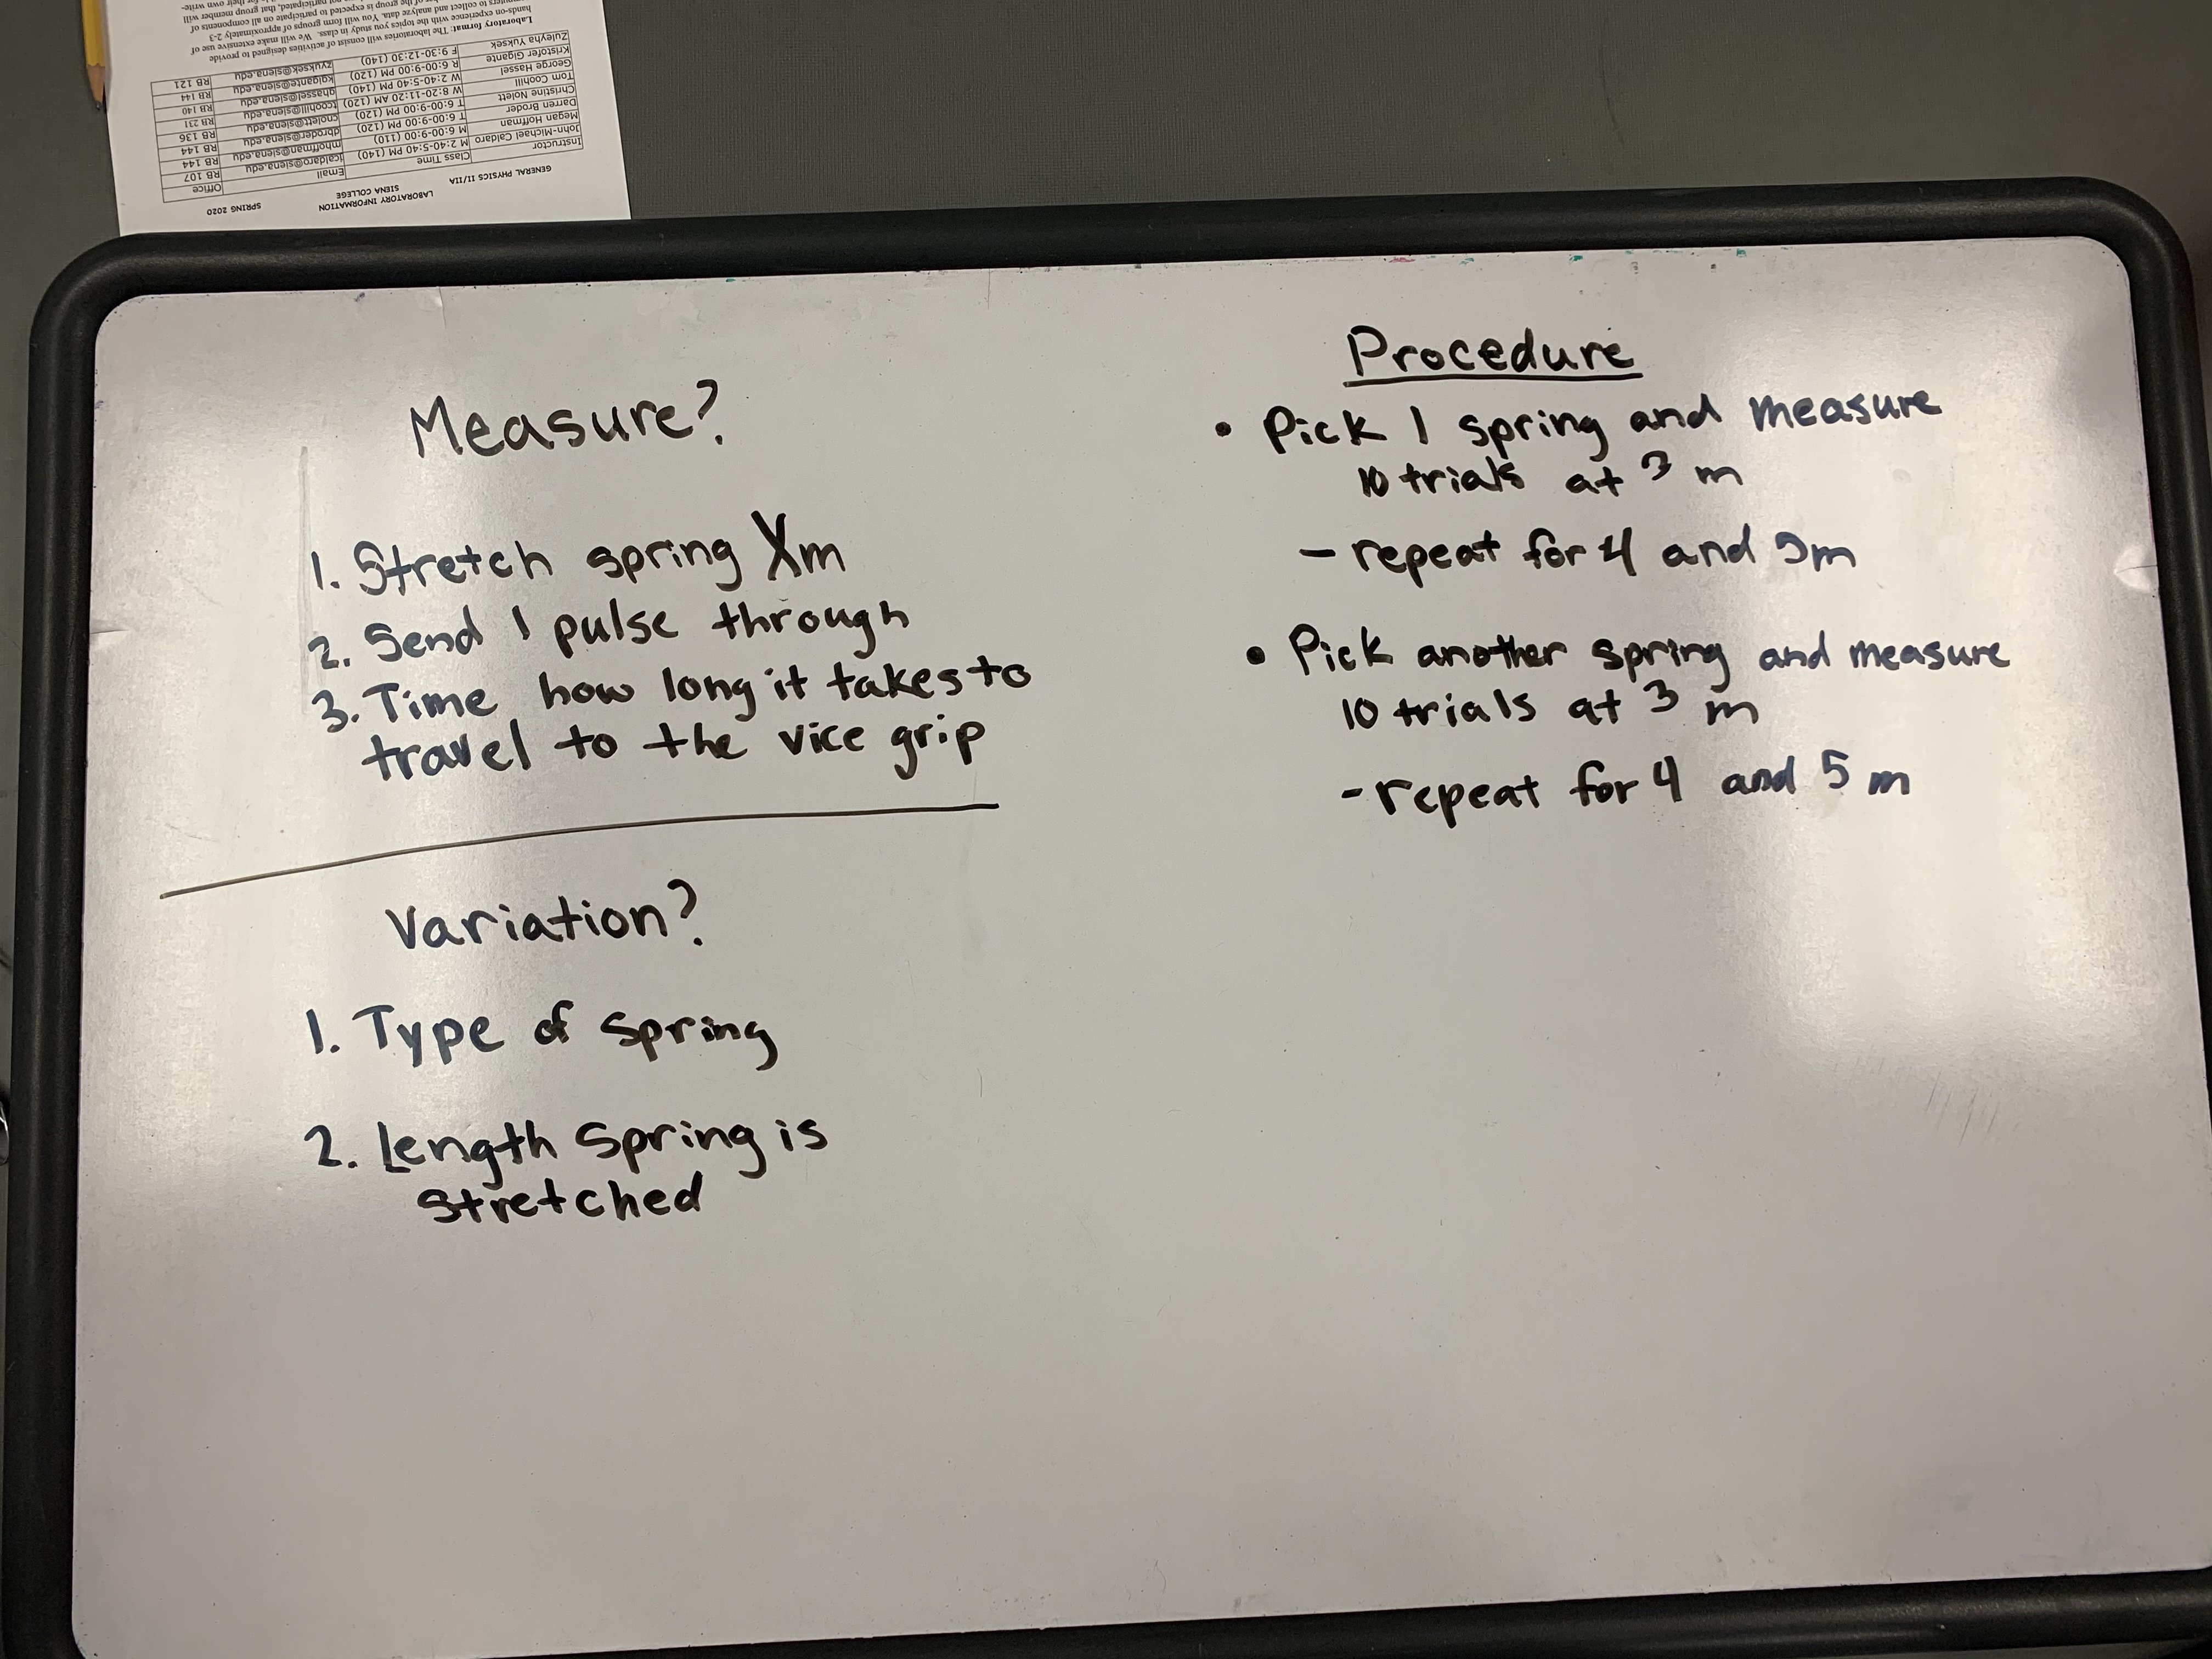 Measure?
1. Stretch spring Xm
2. Send 1 pulse through
3. Time how long it takes to
travel to the vice grip
Variation?
1. Type of spring
2. length spring is
stretched
Procedure
• Pick 1 spring and measure
10 trials at 3 m
- repeat for 4 and 5m
• Pick another spring and measure
10 trials at 3 m
- repeat for 4 and 5 m
GENERAL PHYSICS II/IIA LABORATORY INFORMATION SPRING 2020
SIENA COLLEGE
Instructor Class Time Email Office
John-Michael Caldaro M 2:40-5:40 PM (140) jcaldaro@siena.edu RB 107
Megan Hoffman M 6:00-9:00 (110) mhoffman@siena.edu RB 144
Darren Broder T 6:00-9:00 PM (120) dbroder@siena.edu RB 144
Christine Nolett T 6:00-9:00 PM (120) cnolett@siena.edu RB 136
Tom Coohill W 8:20-11:20 AM (120) tcoohill@siena.edu RB 231
George Hassel W 2:40-5:40 PM (140) ghassel@siena.edu RB 140
Kristofer Gigante R 6:00-9:00 PM (120) kgigante@siena.edu RB 144
Zuleyha Yuksek F 9:30-12:30 (140) zyuksek@siena.edu RB 121
Laboratory format: The laboratories will consist of activities designed to provide
hands-on experience with the topics you study in class. We will make extensive use of
computers to collect and analyze data. You will form groups of approximately 2-3
of the group is expected to participate on all components of
participated, that group member will
for their own write-